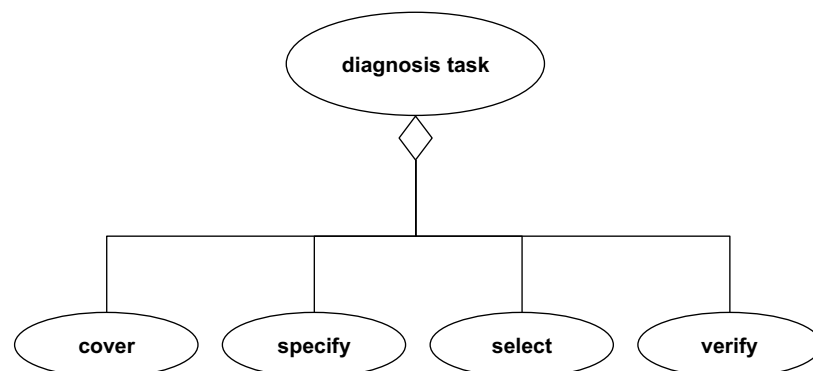 diagnosis task
cover
specify
select
verify